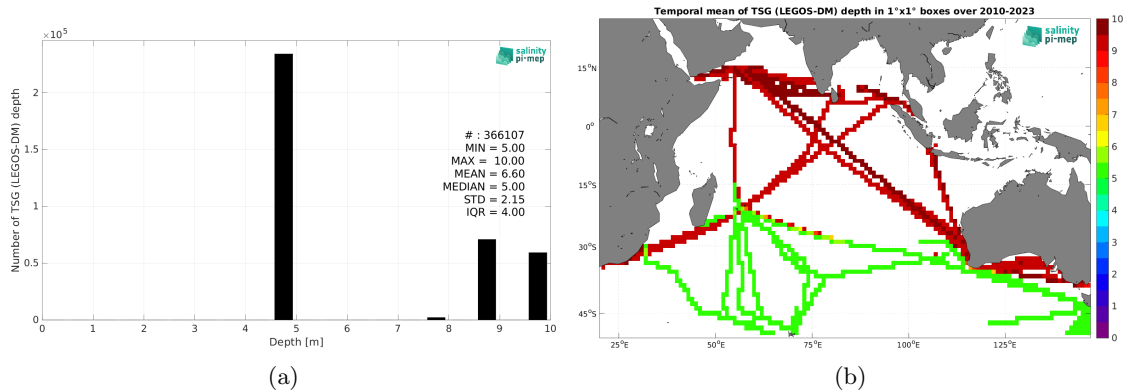 ×10⁵
salinity
pi-mep
2
1.5
1
0.5
0
Number of TSG (LEGOS-DM) depth
# : 366107
MIN = 5.00
MAX = 10.00
MEAN = 6.60
MEDIAN = 5.00
STD = 2.15
IQR = 4.00
0 1 2 3 4 5 6 7 8 9 10
Depth [m]
(a)
Temporal mean of TSG (LEGOS-DM) depth in 1°x1° boxes over 2010-2023
salinity
pi-mep
15°N
0°
15°S
30°S
45°S
25°E 50°E 75°E 100°E 125°E
10
9
8
7
6
5
4
3
2
1
0
(b)